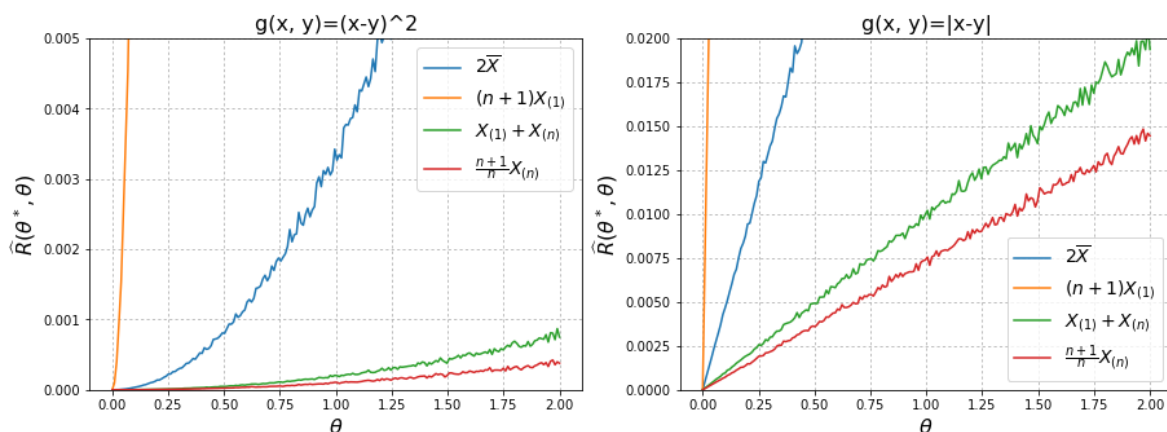 g(x, y)=(x-y)^2
0.005
0.004
0.003
0.002
0.001
0.000
R̂(θ*, θ)
2X̅
(n + 1)X₍₁₎
X₍₁₎ + X₍ₙ₎
n+1/n X₍ₙ₎
0.00 0.25 0.50 0.75 1.00 1.25 1.50 1.75 2.00
θ
g(x, y)=|x-y|
0.0200
0.0175
0.0150
0.0125
0.0100
0.0075
0.0050
0.0025
0.0000
R̂(θ*, θ)
2X̅
(n + 1)X₍₁₎
X₍₁₎ + X₍ₙ₎
n+1/n X₍ₙ₎
0.00 0.25 0.50 0.75 1.00 1.25 1.50 1.75 2.00
θ